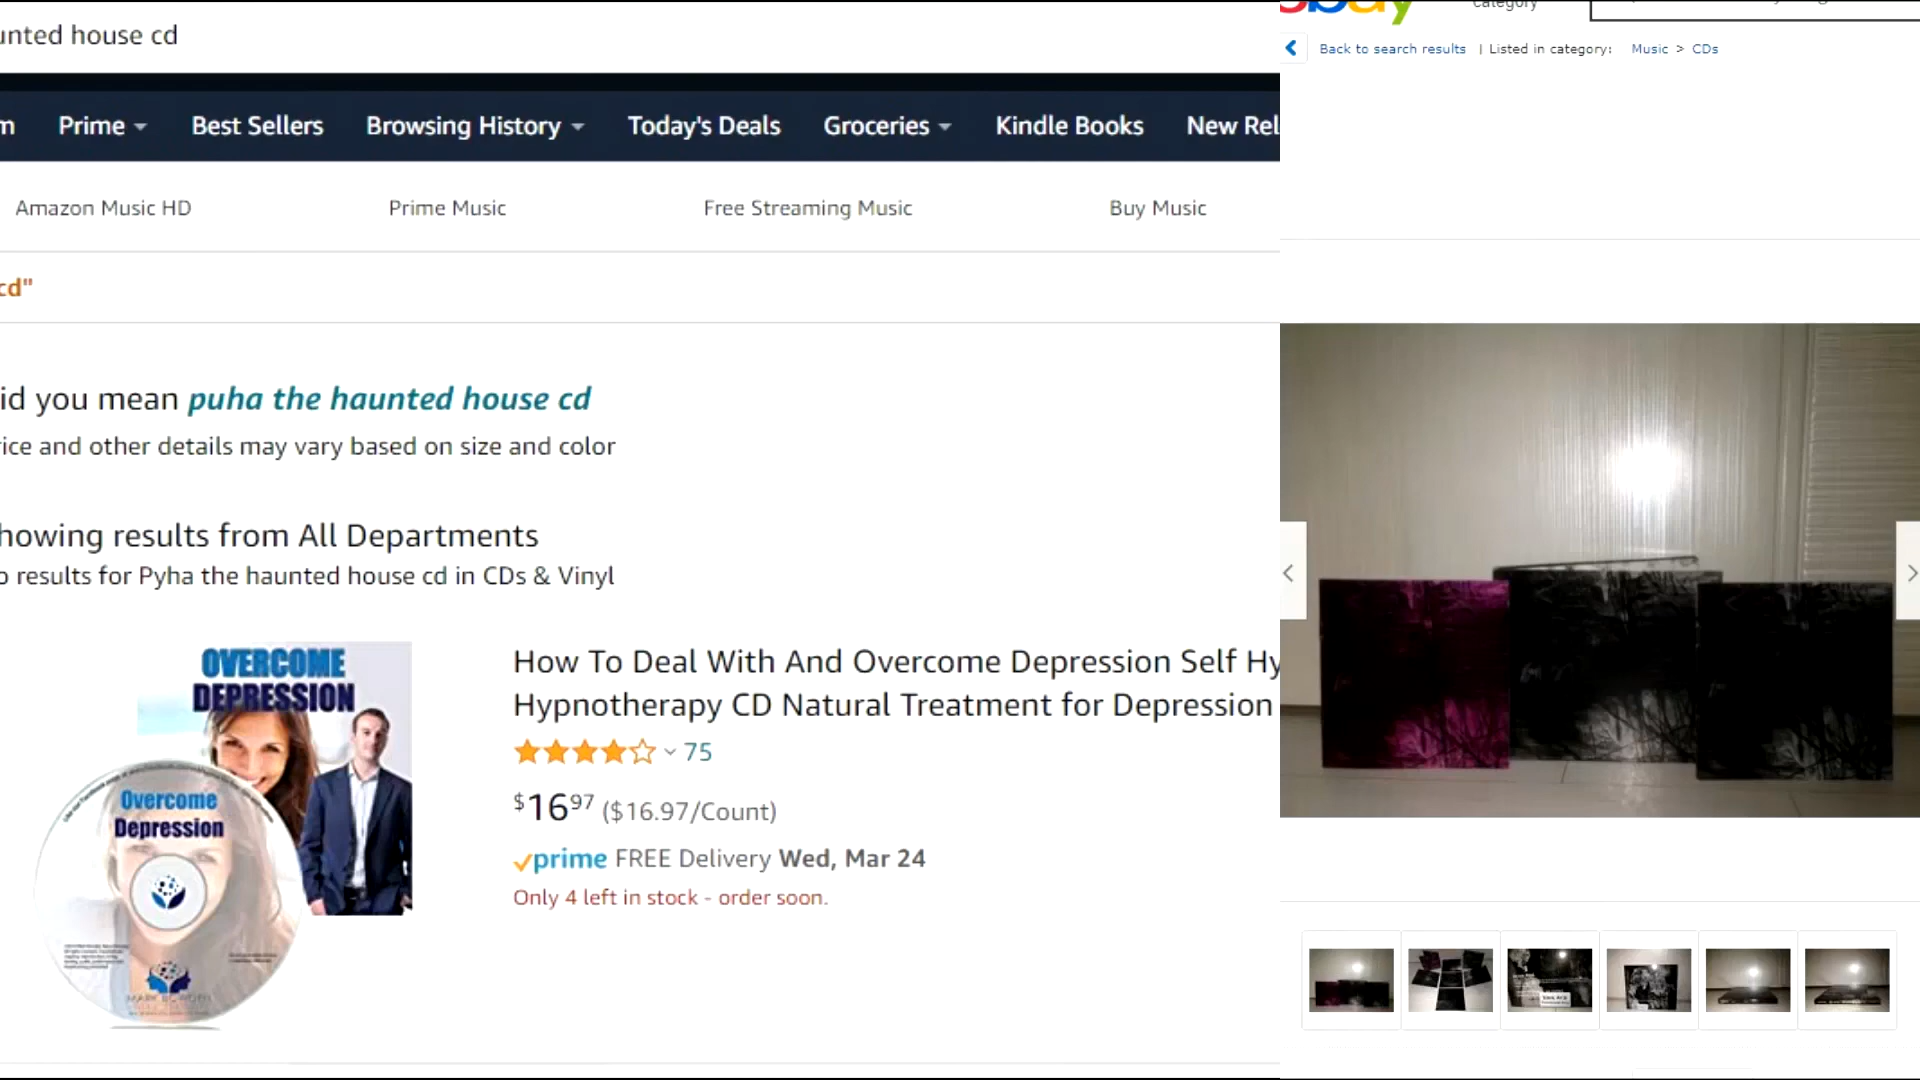 unted house cd
m Prime Best Sellers Browsing History Today's Deals Groceries Kindle Books New Rel
Amazon Music HD Prime Music Free Streaming Music Buy Music
cd"
id you mean puha the haunted house cd
rice and other details may vary based on size and color
howing results from All Departments
o results for Pyha the haunted house cd in CDs & Vinyl
OVERCOME
DEPRESSION
Overcome
Depression
How To Deal With And Overcome Depression Self Hy
Hypnotherapy CD Natural Treatment for Depression
75
$16.97 ($16.97/Count)
prime FREE Delivery Wed, Mar 24
Only 4 left in stock - order soon.
ebay category
Back to search results | Listed in category: Music > CDs